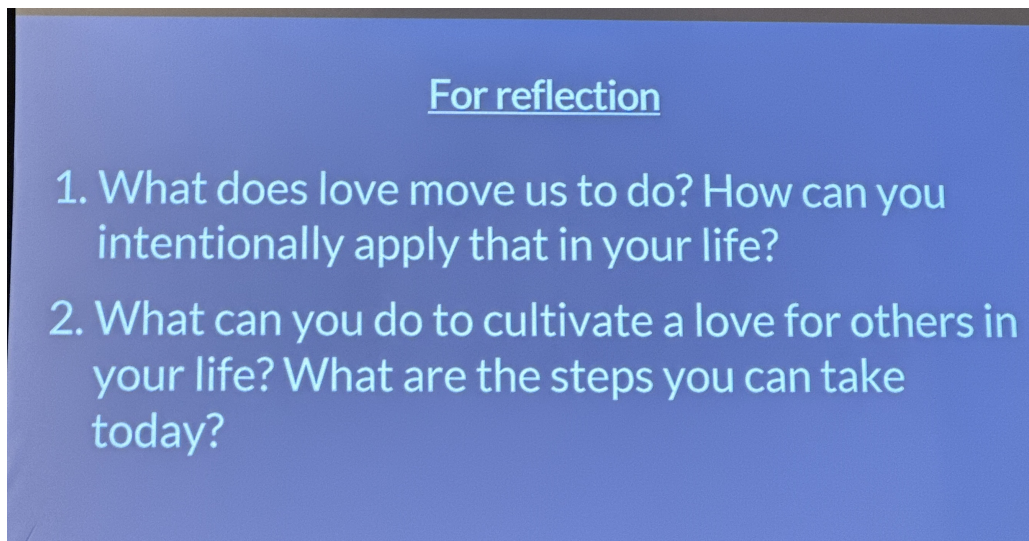 For reflection
1. What does love move us to do? How can you
intentionally apply that in your life?
2. What can you do to cultivate a love for others in
your life? What are the steps you can take
today?